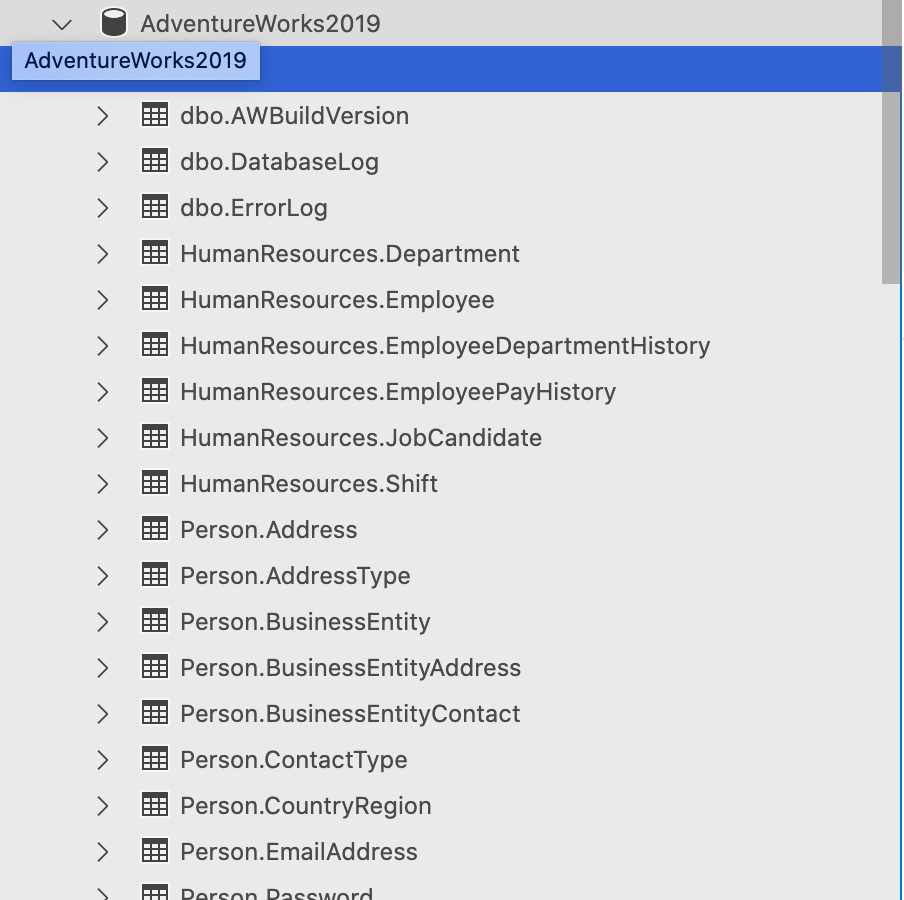 AdventureWorks2019
AdventureWorks2019
dbo.AWBuildVersion
dbo.DatabaseLog
dbo.ErrorLog
HumanResources.Department
HumanResources.Employee
HumanResources.EmployeeDepartmentHistory
HumanResources.EmployeePayHistory
HumanResources.JobCandidate
HumanResources.Shift
Person.Address
Person.AddressType
Person.BusinessEntity
Person.BusinessEntityAddress
Person.BusinessEntityContact
Person.ContactType
Person.CountryRegion
Person.EmailAddress
Person.Password